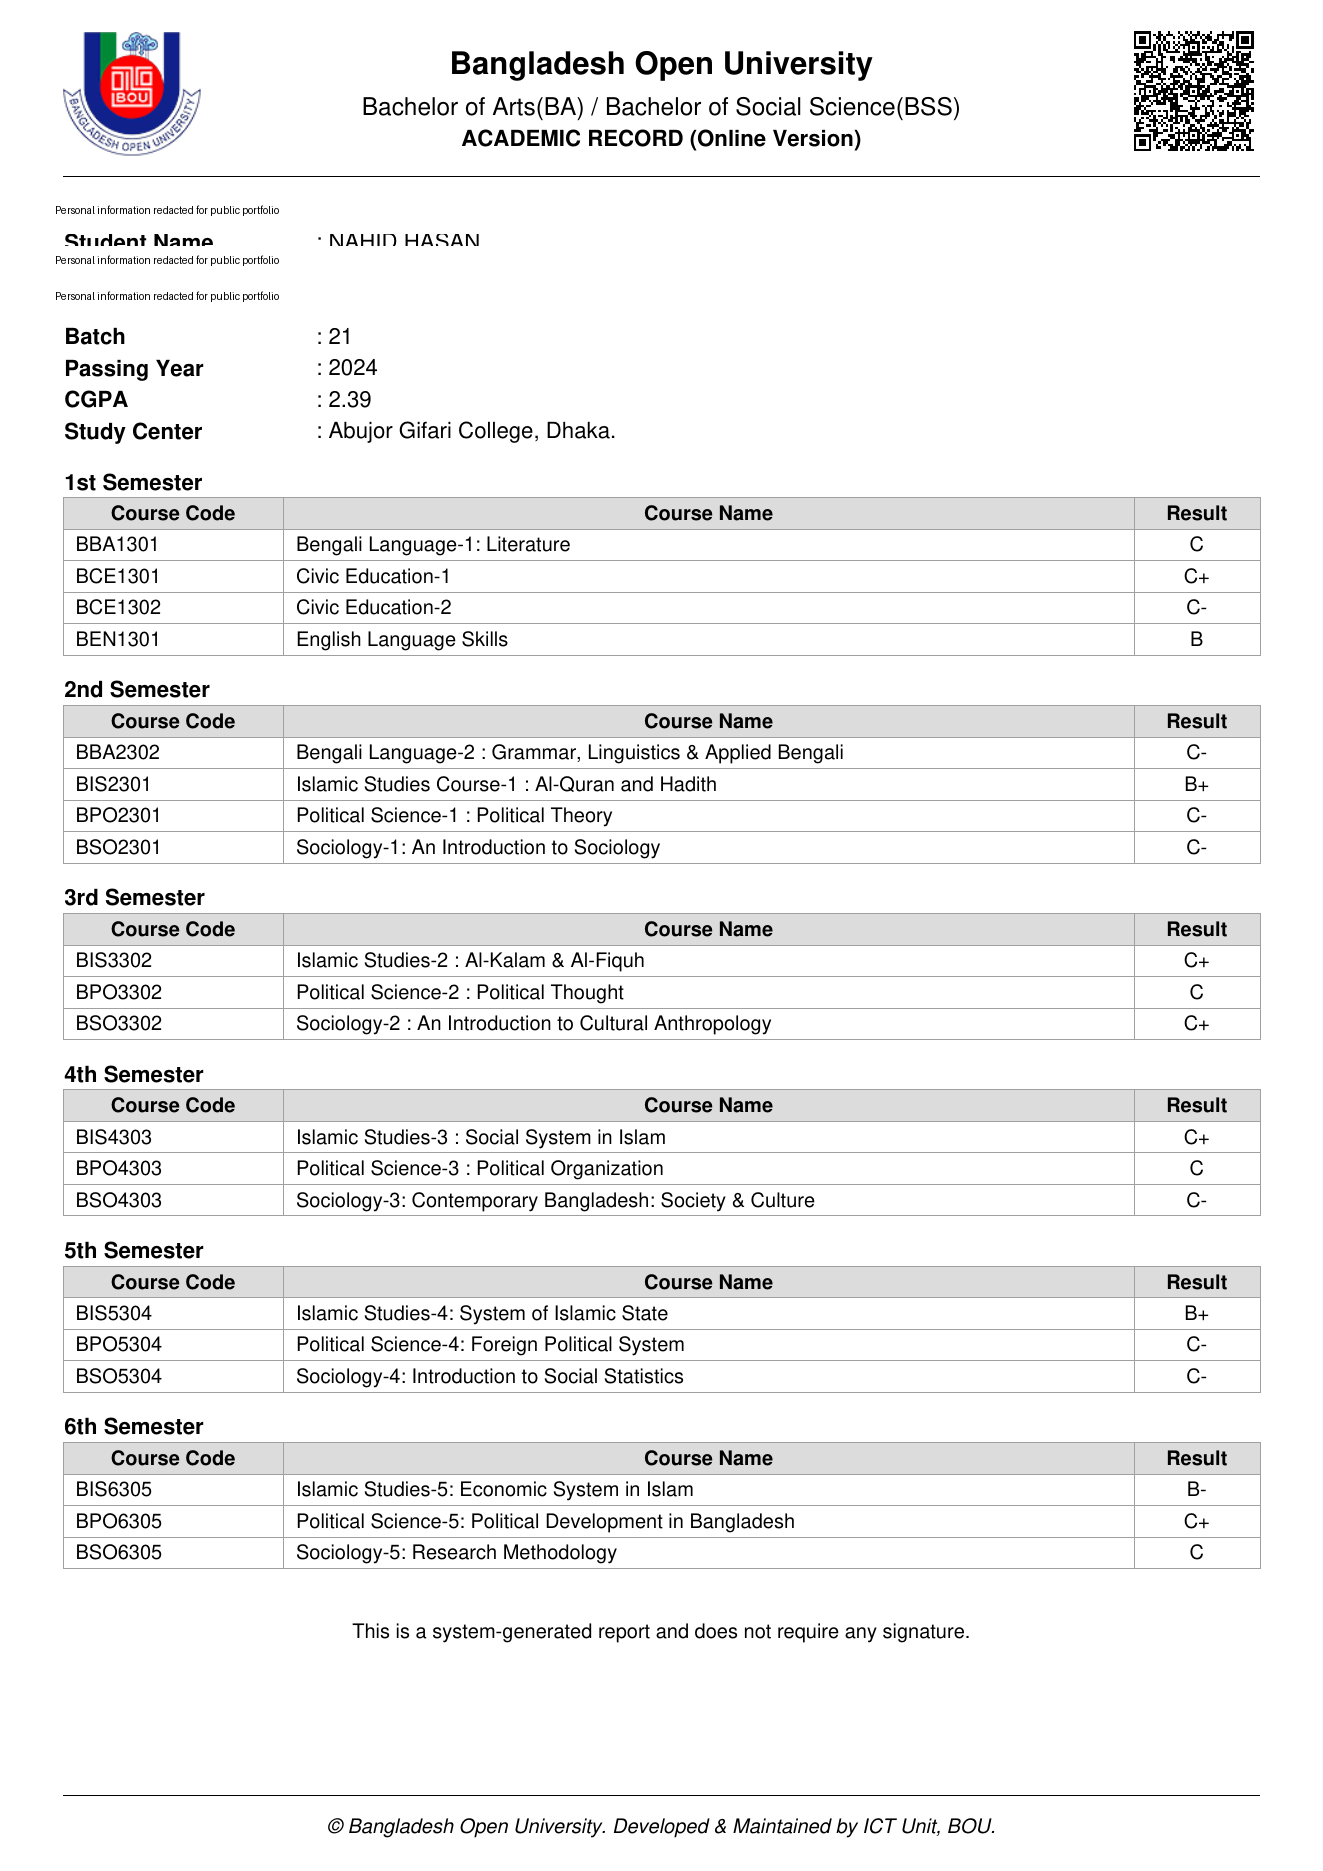 BOU
BANGLADESH OPEN UNIVERSITY
Bangladesh Open University
Bachelor of Arts(BA) / Bachelor of Social Science(BSS)
ACADEMIC RECORD (Online Version)
Personal information redacted for public portfolio
Student Name : NAHID HASAN
Personal information redacted for public portfolio
Personal information redacted for public portfolio
Batch : 21
Passing Year : 2024
CGPA : 2.39
Study Center : Abujor Gifari College, Dhaka.
1st Semester
Course Code Course Name Result
BBA1301 Bengali Language-1: Literature C
BCE1301 Civic Education-1 C+
BCE1302 Civic Education-2 C-
BEN1301 English Language Skills B
2nd Semester
Course Code Course Name Result
BBA2302 Bengali Language-2 : Grammar, Linguistics & Applied Bengali C-
BIS2301 Islamic Studies Course-1 : Al-Quran and Hadith B+
BPO2301 Political Science-1 : Political Theory C-
BSO2301 Sociology-1: An Introduction to Sociology C-
3rd Semester
Course Code Course Name Result
BIS3302 Islamic Studies-2 : Al-Kalam & Al-Fiquh C+
BPO3302 Political Science-2 : Political Thought C
BSO3302 Sociology-2 : An Introduction to Cultural Anthropology C+
4th Semester
Course Code Course Name Result
BIS4303 Islamic Studies-3 : Social System in Islam C+
BPO4303 Political Science-3 : Political Organization C
BSO4303 Sociology-3: Contemporary Bangladesh: Society & Culture C-
5th Semester
Course Code Course Name Result
BIS5304 Islamic Studies-4: System of Islamic State B+
BPO5304 Political Science-4: Foreign Political System C-
BSO5304 Sociology-4: Introduction to Social Statistics C-
6th Semester
Course Code Course Name Result
BIS6305 Islamic Studies-5: Economic System in Islam B-
BPO6305 Political Science-5: Political Development in Bangladesh C+
BSO6305 Sociology-5: Research Methodology C
This is a system-generated report and does not require any signature.
© Bangladesh Open University. Developed & Maintained by ICT Unit, BOU.